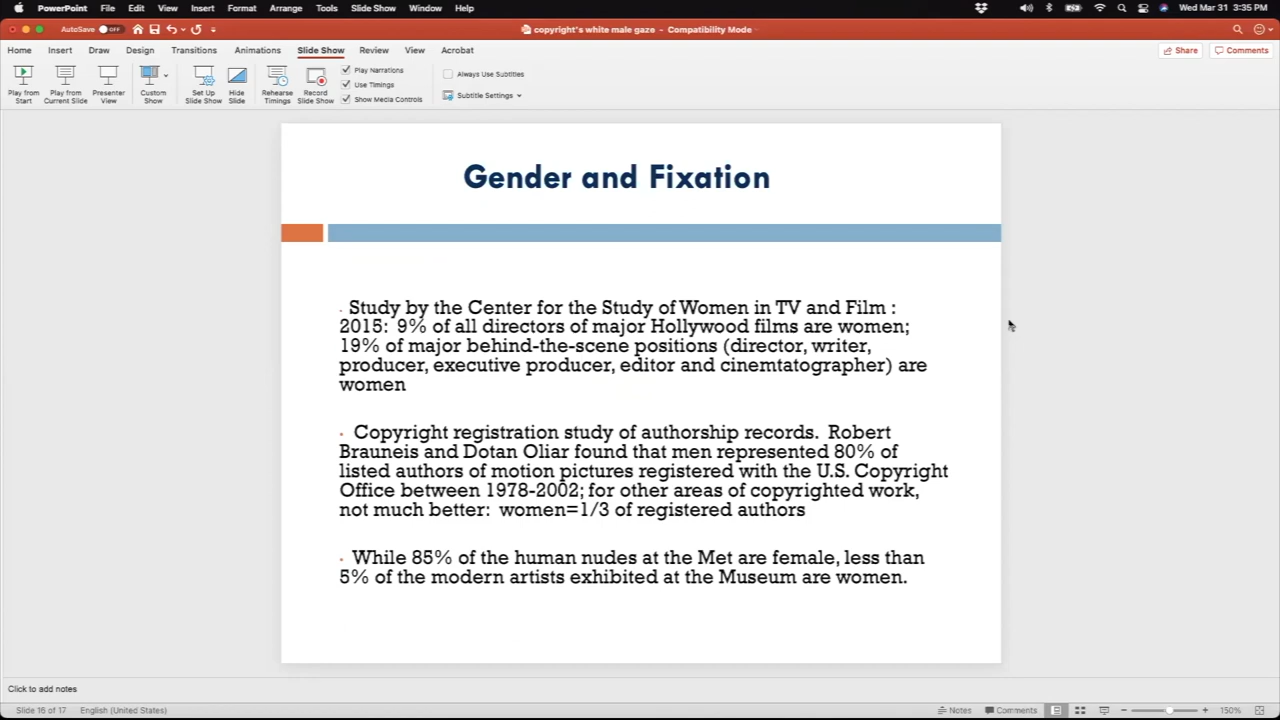 PowerPoint File Edit View Insert Format Arrange Tools Slide Show Window Help Wed Mar 31 3:35 PM
AutoSave OFF copyright's white male gaze - Compatibility Mode
Home Insert Draw Design Transitions Animations Slide Show Review View Acrobat Share Comments
Play from Start
Play from Current Slide
Presenter View
Custom Show
Set Up Slide Show
Hide Slide
Rehearse Timings
Record Slide Show
Play Narrations
Use Timings
Show Media Controls
Always Use Subtitles
Subtitle Settings
Gender and Fixation
· Study by the Center for the Study of Women in TV and Film :
2015: 9% of all directors of major Hollywood films are women;
19% of major behind-the-scene positions (director, writer,
producer, executive producer, editor and cinemtatographer) are
women
· Copyright registration study of authorship records. Robert
Brauneis and Dotan Oliar found that men represented 80% of
listed authors of motion pictures registered with the U.S. Copyright
Office between 1978-2002; for other areas of copyrighted work,
not much better: women=1/3 of registered authors
· While 85% of the human nudes at the Met are female, less than
5% of the modern artists exhibited at the Museum are women.
Click to add notes
Slide 16 of 17 English (United States) Notes Comments 150%